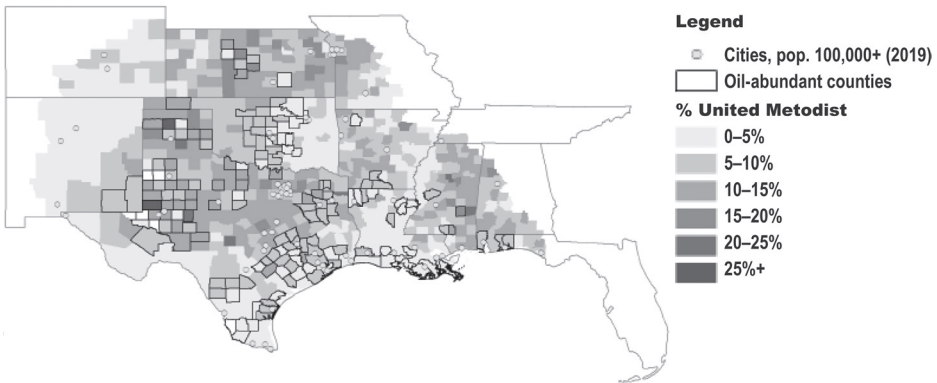 Legend
Cities, pop. 100,000+ (2019)
Oil-abundant counties
% United Metodist
0–5%
5–10%
10–15%
15–20%
20–25%
25%+